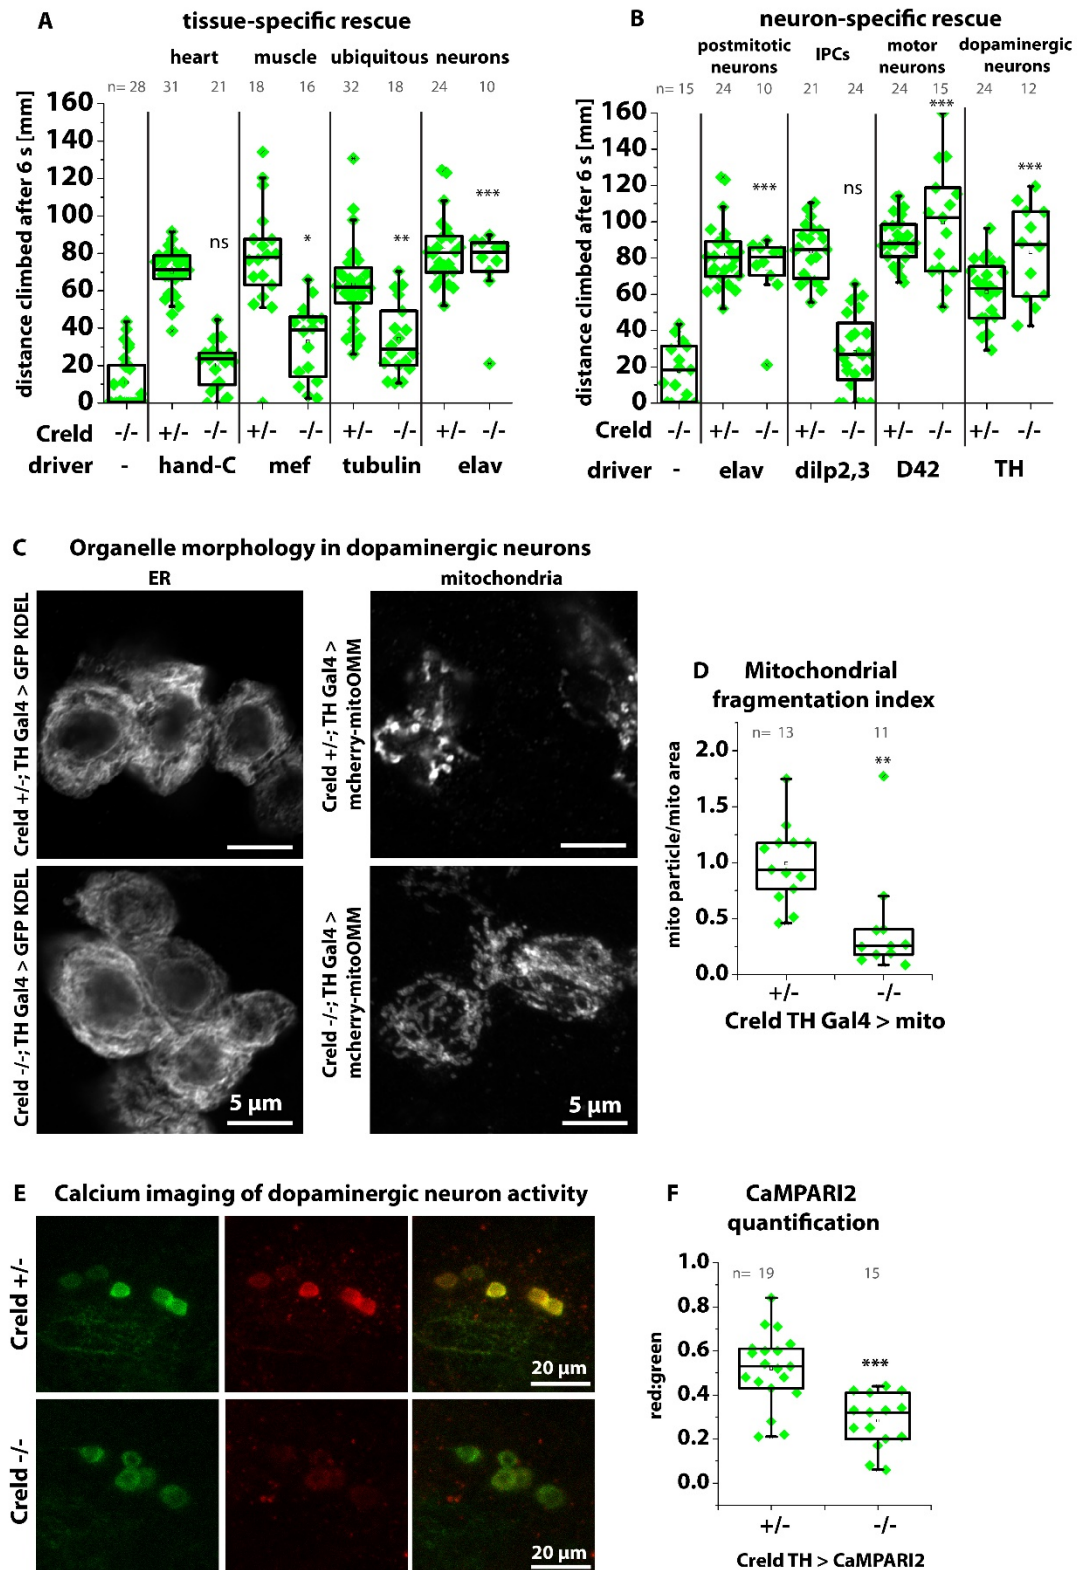 A tissue-specific rescue
heart muscle ubiquitous neurons
n= 28 31 21 18 16 32 18 24 10
distance climbed after 6 s [mm]
160
140
120
100
80
60
40
20
0
ns * ** ***
Creld -/- +/- -/- +/- -/- +/- -/- +/- -/-
driver - hand-C mef tubulin elav
B neuron-specific rescue
postmitotic neurons
IPCs
motor neurons
dopaminergic neurons
n= 15 24 10 21 24 24 15 24 12
distance climbed after 6 s [mm]
160
140
120
100
80
60
40
20
0
*** ns *** ***
Creld -/- +/- -/- +/- -/- +/- -/- +/- -/-
driver - elav dilp2,3 D42 TH
C Organelle morphology in dopaminergic neurons
ER mitochondria
Creld +/-; TH Gal4 > GFP KDEL
Creld +/-; TH Gal4 >
mcherry-mitoOMM
Creld -/-; TH Gal4 > GFP KDEL
Creld -/-; TH Gal4 >
mcherry-mitoOMM
5 µm
5 µm
D Mitochondrial
fragmentation index
n= 13 11
**
mito particle/mito area
2.0
1.5
1.0
0.5
0.0
+/- -/-
Creld TH Gal4 > mito
E Calcium imaging of dopaminergic neuron activity
Creld +/-
20 µm
Creld -/-
20 µm
F CaMPARI2
quantification
n= 19 15
***
red:green
1.0
0.8
0.6
0.4
0.2
0.0
+/- -/-
Creld TH > CaMPARI2